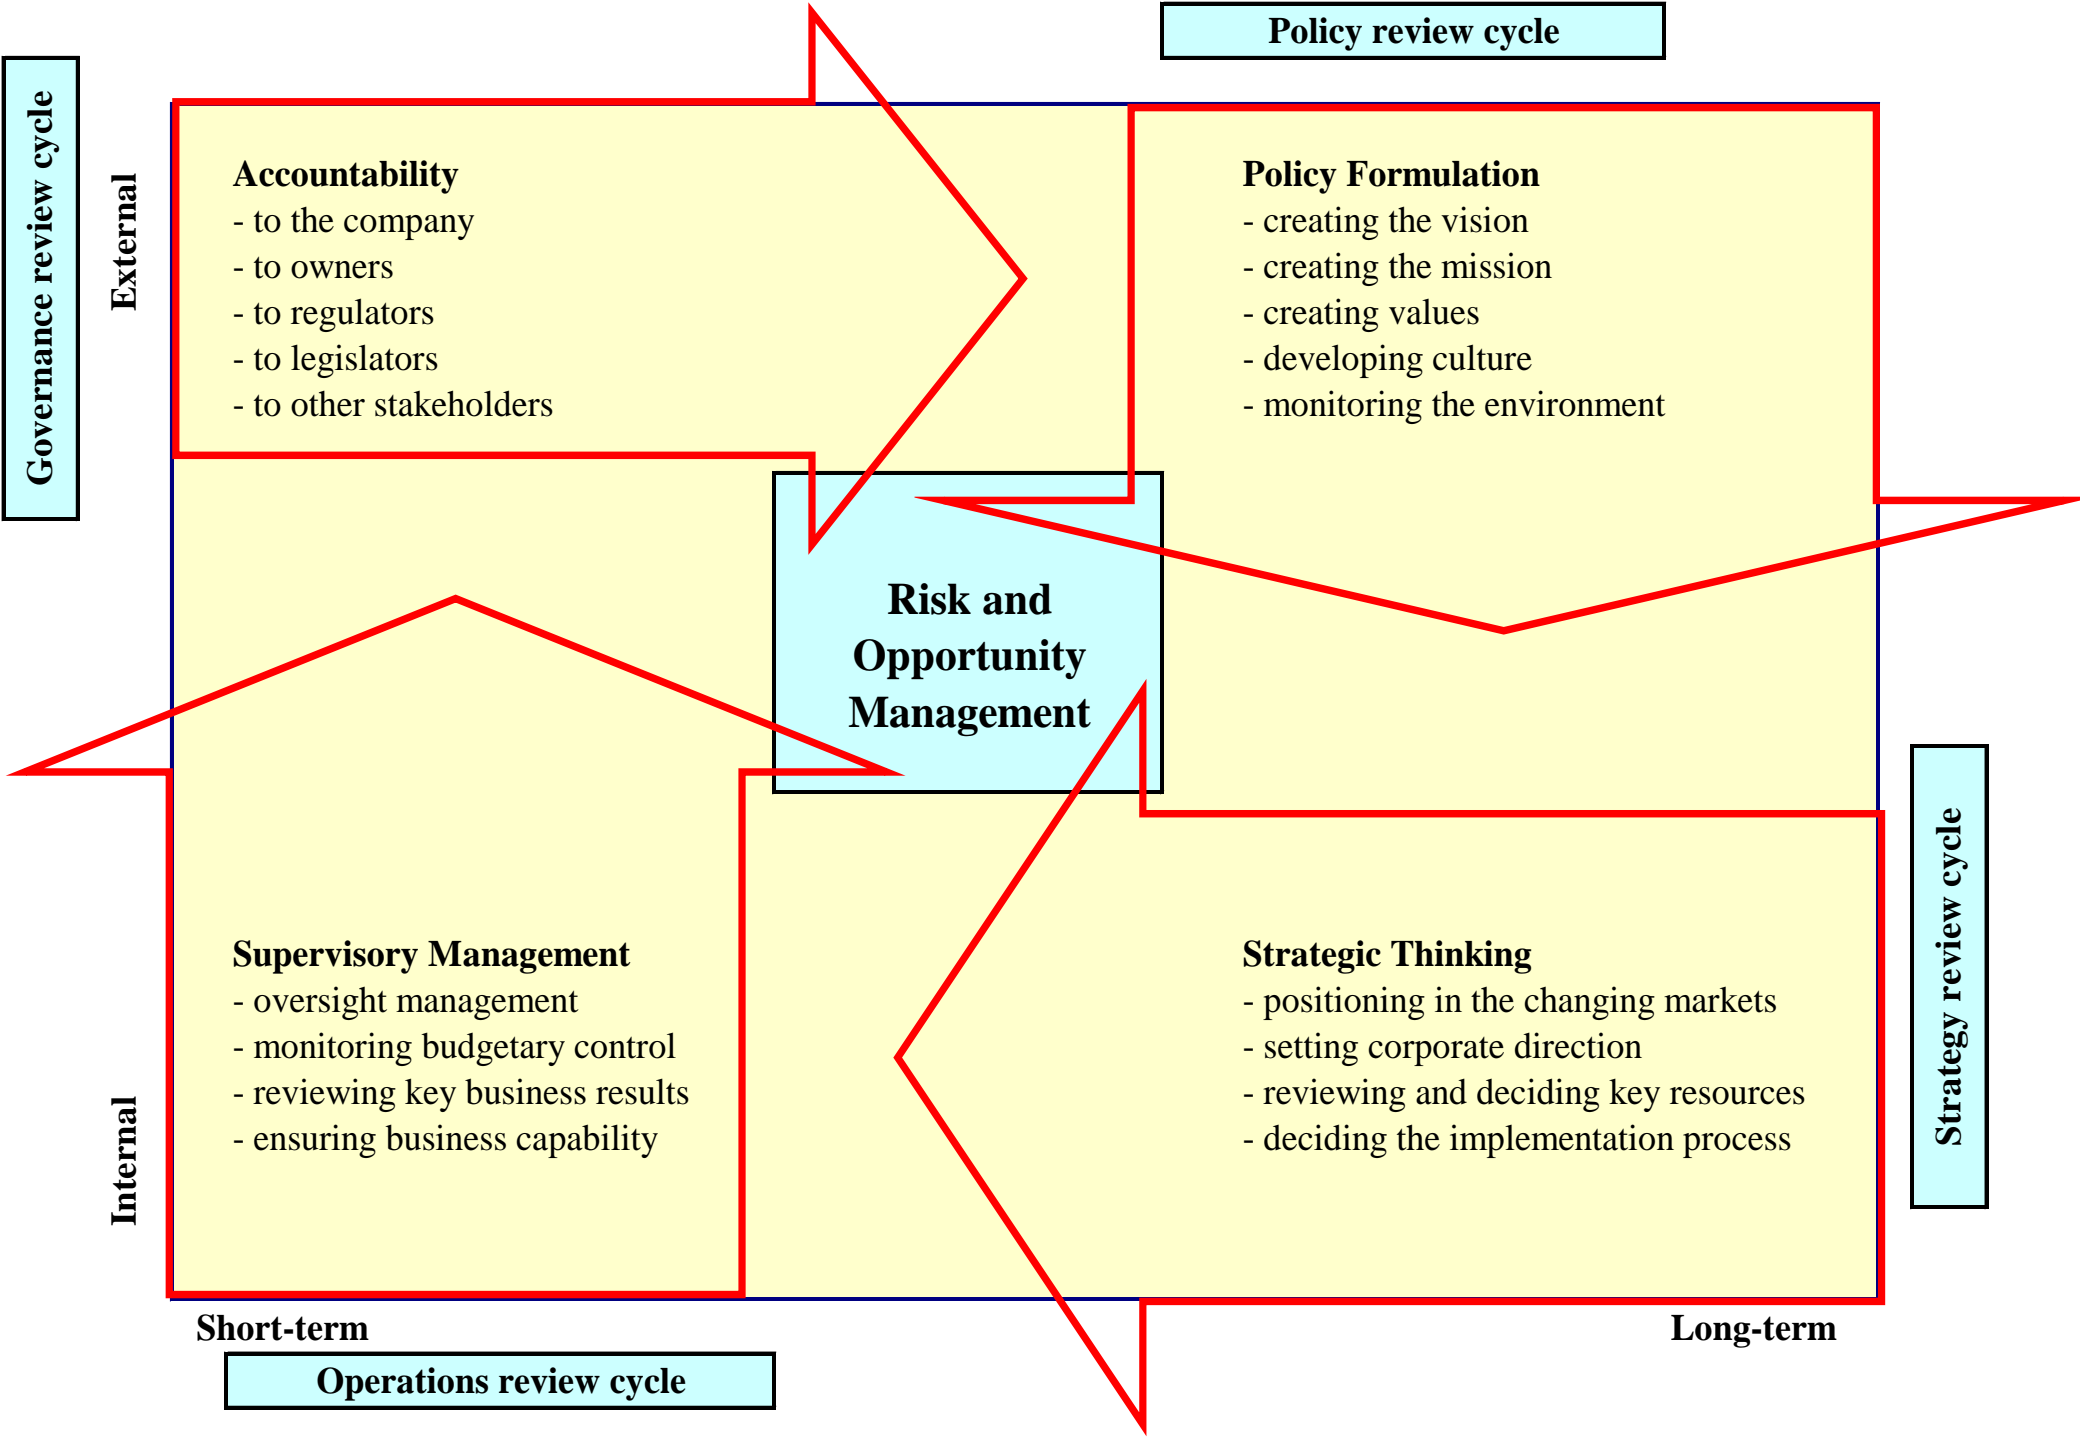 Policy review cycle
Governance review cycle
External
Accountability
- to the company
- to owners
- to regulators
- to legislators
- to other stakeholders
Policy Formulation
- creating the vision
- creating the mission
- creating values
- developing culture
- monitoring the environment
Risk and
Opportunity
Management
Internal
Supervisory Management
- oversight management
- monitoring budgetary control
- reviewing key business results
- ensuring business capability
Strategic Thinking
- positioning in the changing markets
- setting corporate direction
- reviewing and deciding key resources
- deciding the implementation process
Strategy review cycle
Short-term
Long-term
Operations review cycle